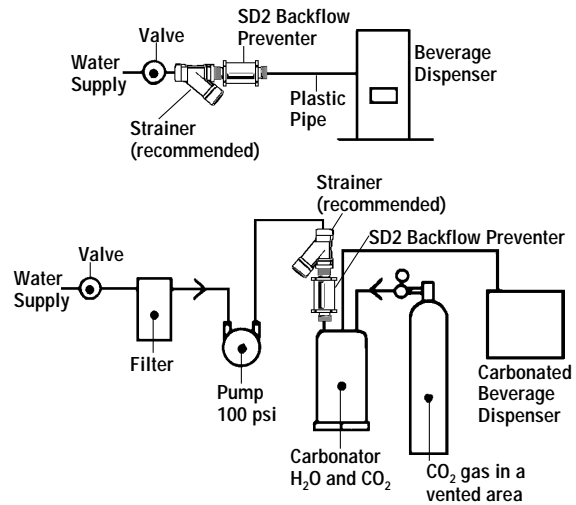 SD2 Backflow
Preventer
Valve
Water
Supply
Beverage
Dispenser
Plastic
Pipe
Strainer
(recommended)
Strainer
(recommended)
SD2 Backflow Preventer
Valve
Water
Supply
Filter
Pump
100 psi
Carbonated
Beverage
Dispenser
Carbonator
H₂O and CO₂
CO₂ gas in a
vented area